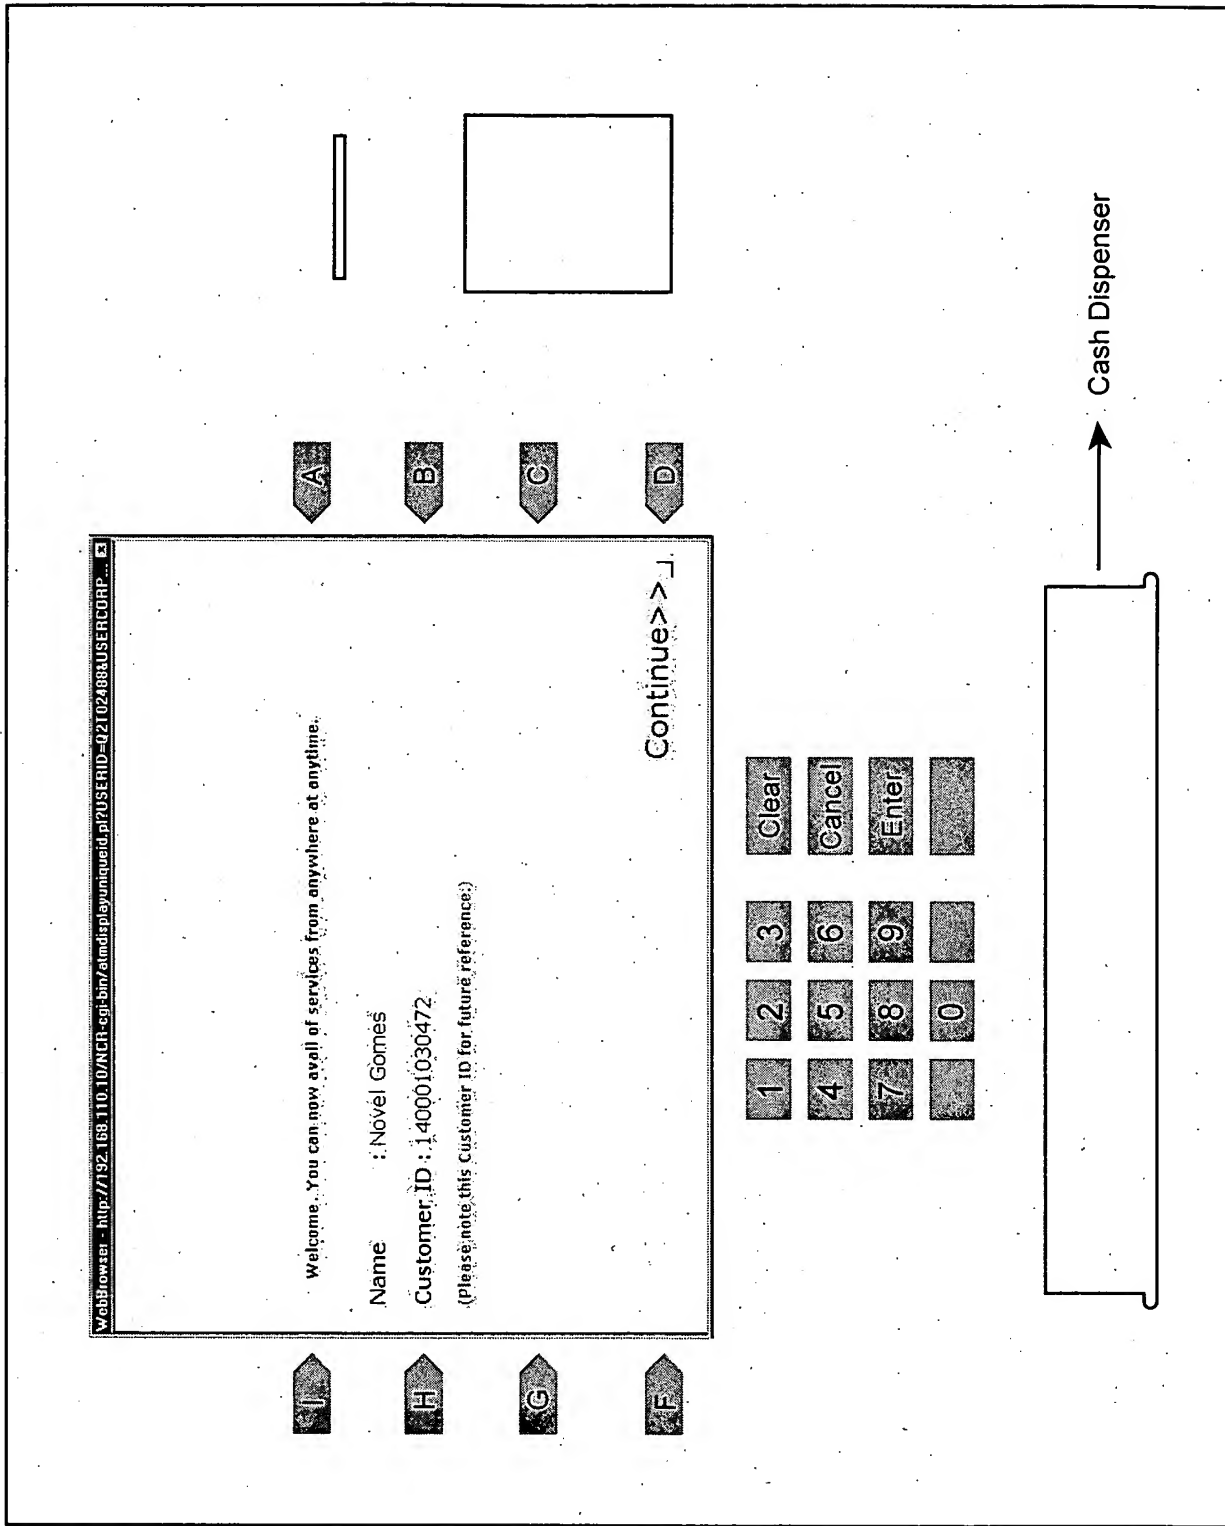 WebBrowser - http://192.168.110.10/NCR-cgi-bin/atmdisplayuniqueid.pl?USERID=Q2T02488&USERCORP...
Welcome. You can now avail of services from anywhere at anytime.
Name : Novel Gomes
Customer ID : 140001030472
(Please note this Customer ID for future reference.)
Continue>>
I
H
G
F
A
B
C
D
1 2 3 Clear
4 5 6 Cancel
7 8 9 Enter
0
Cash Dispenser